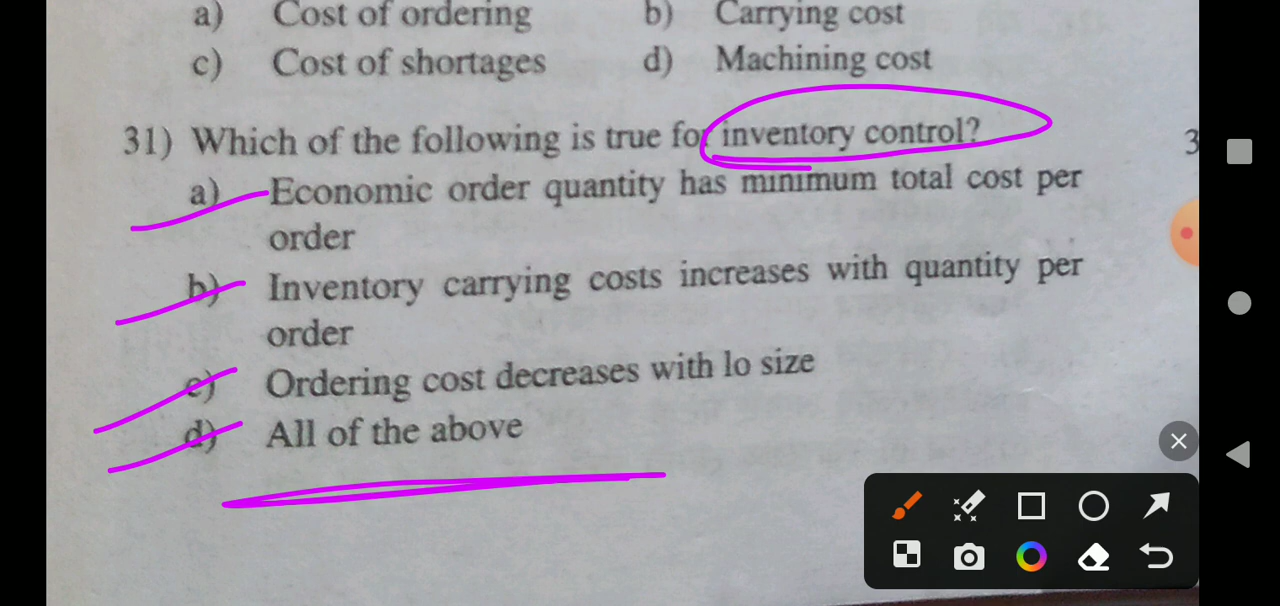 a) Cost of ordering b) Carrying cost
c) Cost of shortages d) Machining cost
31) Which of the following is true for inventory control?
3
a) Economic order quantity has minimum total cost per
order
b) Inventory carrying costs increases with quantity per
order
c) Ordering cost decreases with lo size
d) All of the above